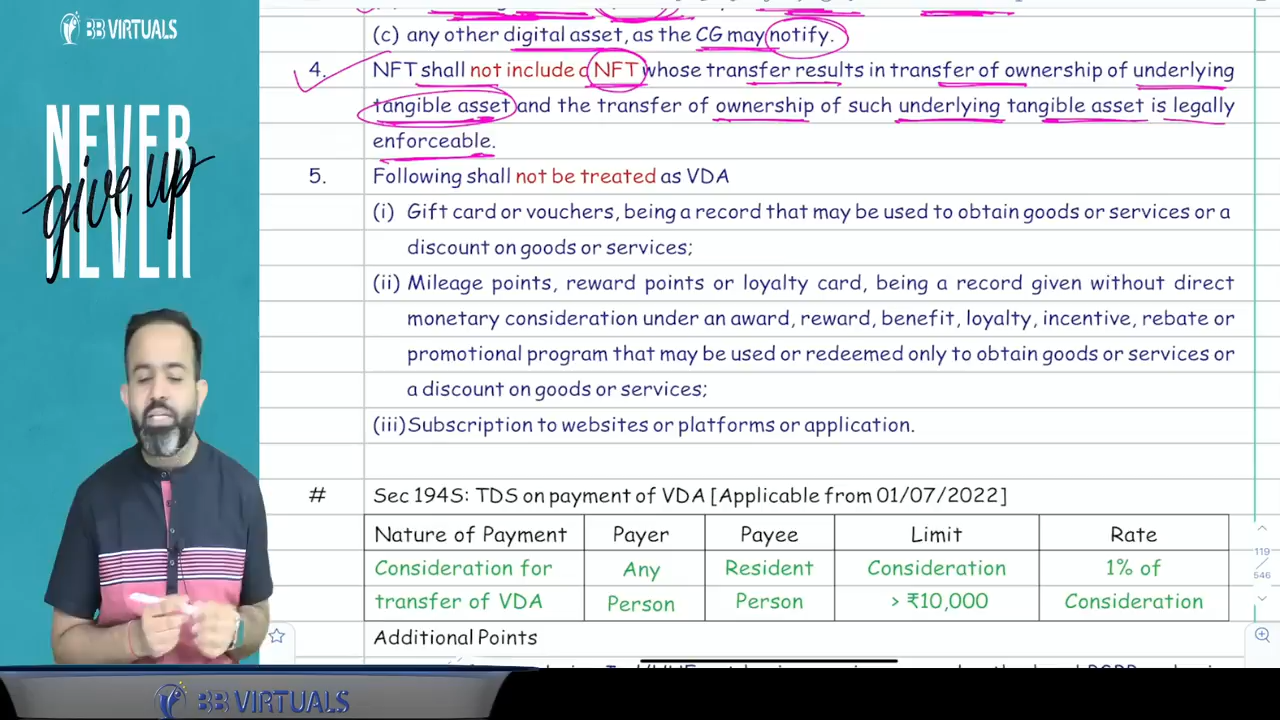 BB VIRTUALS
NEVER
give up
NEVER
(c) any other digital asset, as the CG may notify.
4. NFT shall not include a NFT whose transfer results in transfer of ownership of underlying
tangible asset and the transfer of ownership of such underlying tangible asset is legally
enforceable.
5. Following shall not be treated as VDA
(i) Gift card or vouchers, being a record that may be used to obtain goods or services or a
discount on goods or services;
(ii) Mileage points, reward points or loyalty card, being a record given without direct
monetary consideration under an award, reward, benefit, loyalty, incentive, rebate or
promotional program that may be used or redeemed only to obtain goods or services or
a discount on goods or services;
(iii) Subscription to websites or platforms or application.
# Sec 194S: TDS on payment of VDA [Applicable from 01/07/2022]
Nature of Payment Payer Payee Limit Rate
Consideration for Any Resident Consideration 1% of
transfer of VDA Person Person > ₹10,000 Consideration
Additional Points
119
546
BB VIRTUALS